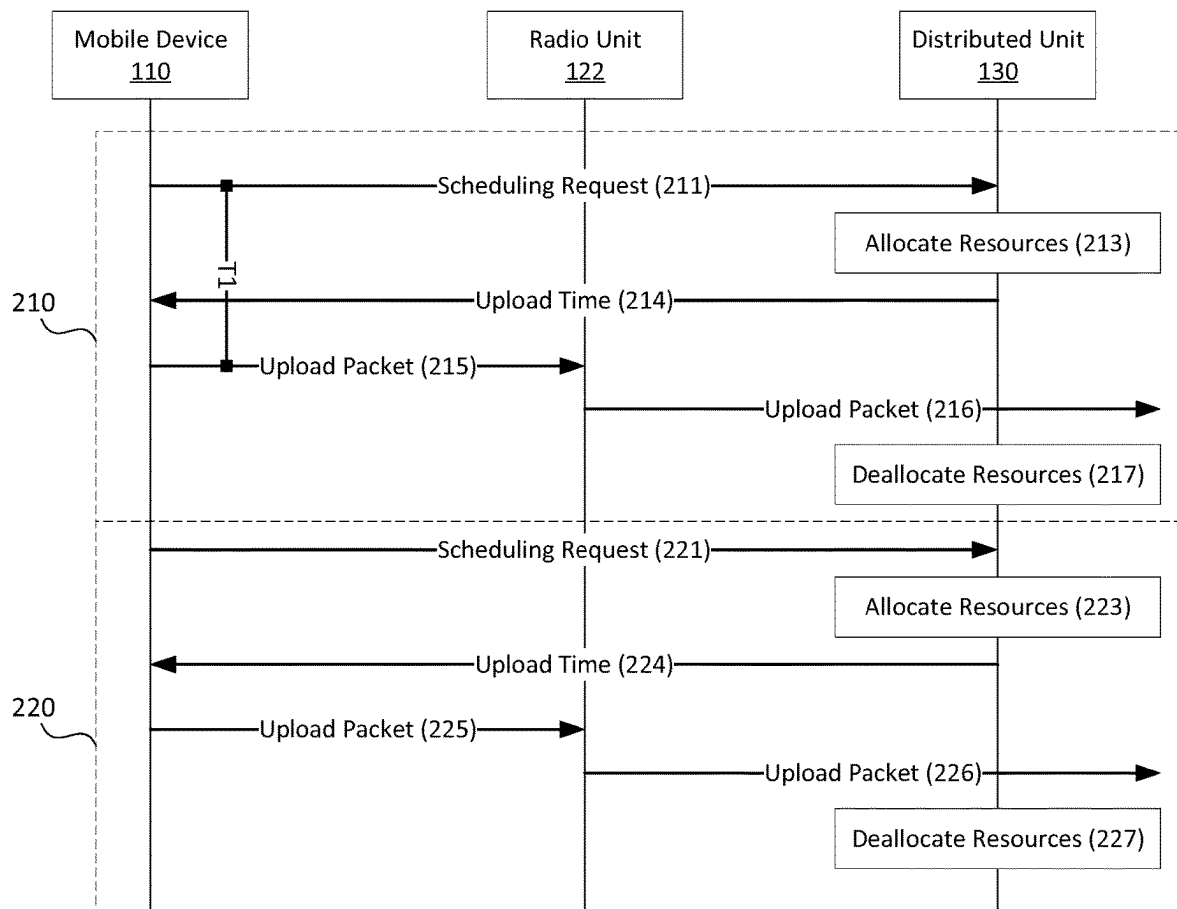 Mobile Device
110
Radio Unit
122
Distributed Unit
130
Scheduling Request (211)
Allocate Resources (213)
T1
210
Upload Time (214)
Upload Packet (215)
Upload Packet (216)
Deallocate Resources (217)
Scheduling Request (221)
Allocate Resources (223)
Upload Time (224)
220
Upload Packet (225)
Upload Packet (226)
Deallocate Resources (227)